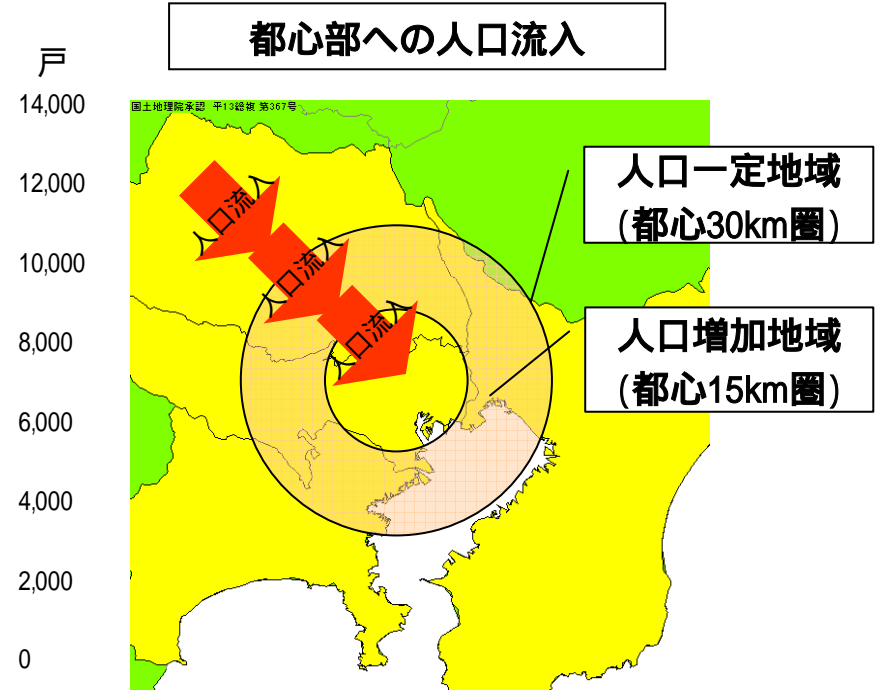 都心部への人口流入
戸
14,000
12,000
10,000
8,000
6,000
4,000
2,000
0
国土地理院承認 平13総複 第367号
人口流入
人口流入
人口流入
人口一定地域
(都心30km圏)
人口増加地域
(都心15km圏)